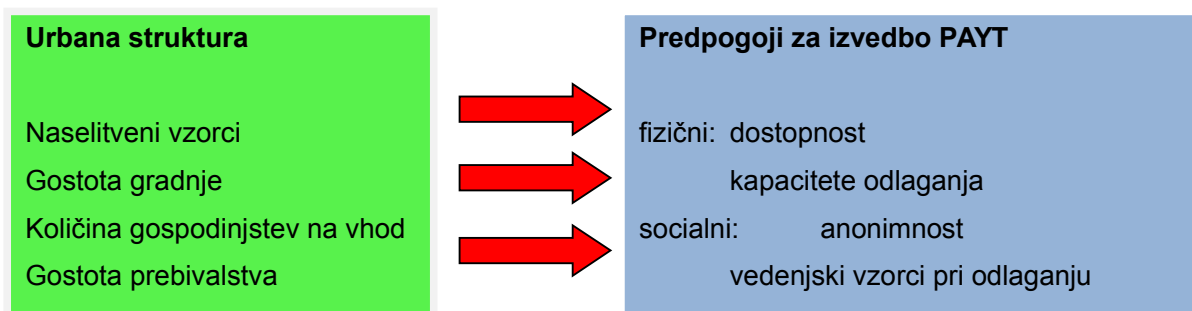 Urbana struktura
Naselitveni vzorci
Gostota gradnje
Količina gospodinjstev na vhod
Gostota prebivalstva
Predpogoji za izvedbo PAYT
fizični: dostopnost
kapacitete odlaganja
socialni: anonimnost
vedenjski vzorci pri odlaganju